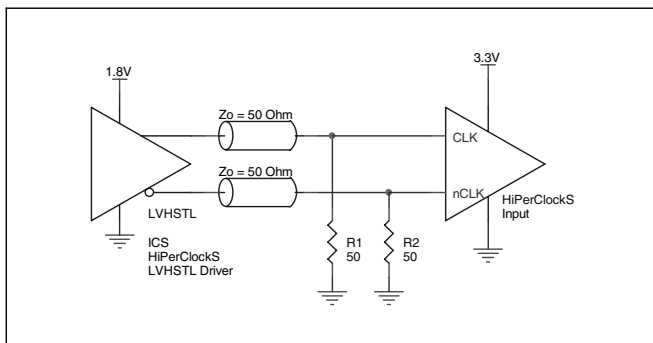 1.8V
3.3V
Zo = 50 Ohm
CLK
Zo = 50 Ohm
nCLK
HiPerClockS
Input
LVHSTL
ICS
HiPerClockS
LVHSTL Driver
R1
50
R2
50